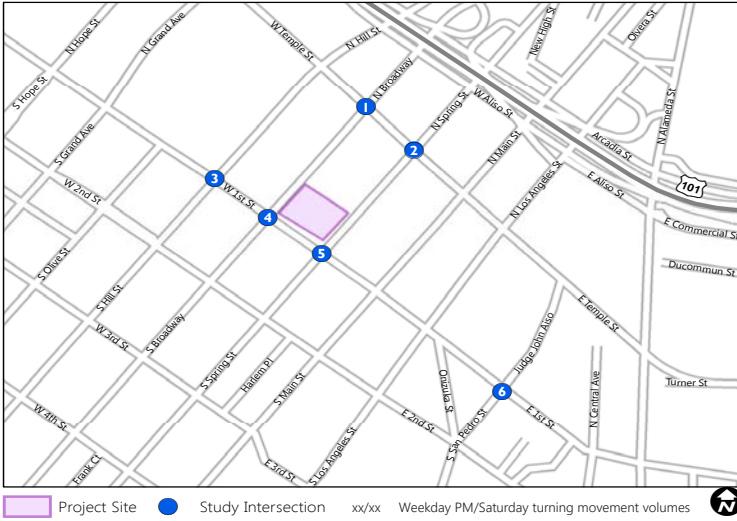 N Hope St
N Grand Ave
W Temple St
N Hill St
New High St
Olvera St
S Hope St
N Broadway
W Aliso St
N Alameda St
1
N Spring St
Arcadia St
S Grand Ave
2
N Main St
W 2nd St
3
W 1st St
N Los Angeles St
E Aliso St
101
4
E Commercial St
5
S Olive St
Ducommun St
S Hill St
E Temple St
W 3rd St
S Broadway
Judge John Aiso
S Spring St
Harlem Pl
Onizuka St
Turner St
S Main St
6
N Central Ave
W 4th St
E 2nd St
E 1st St
S San Pedro St
Frank Ct
E 3rd St
S Los Angeles St
Project Site
Study Intersection
xx/xx Weekday PM/Saturday turning movement volumes
N